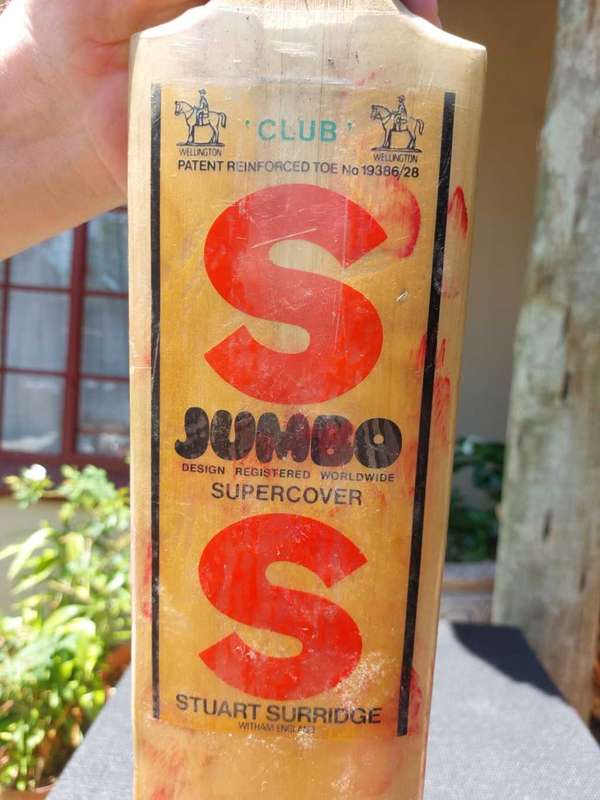 'CLUB'
WELLINGTON
WELLINGTON
PATENT REINFORCED TOE No 19386/28
S
JUMBO
DESIGN REGISTERED WORLDWIDE
SUPERCOVER
S
STUART SURRIDGE
WITHAM ENGLAND